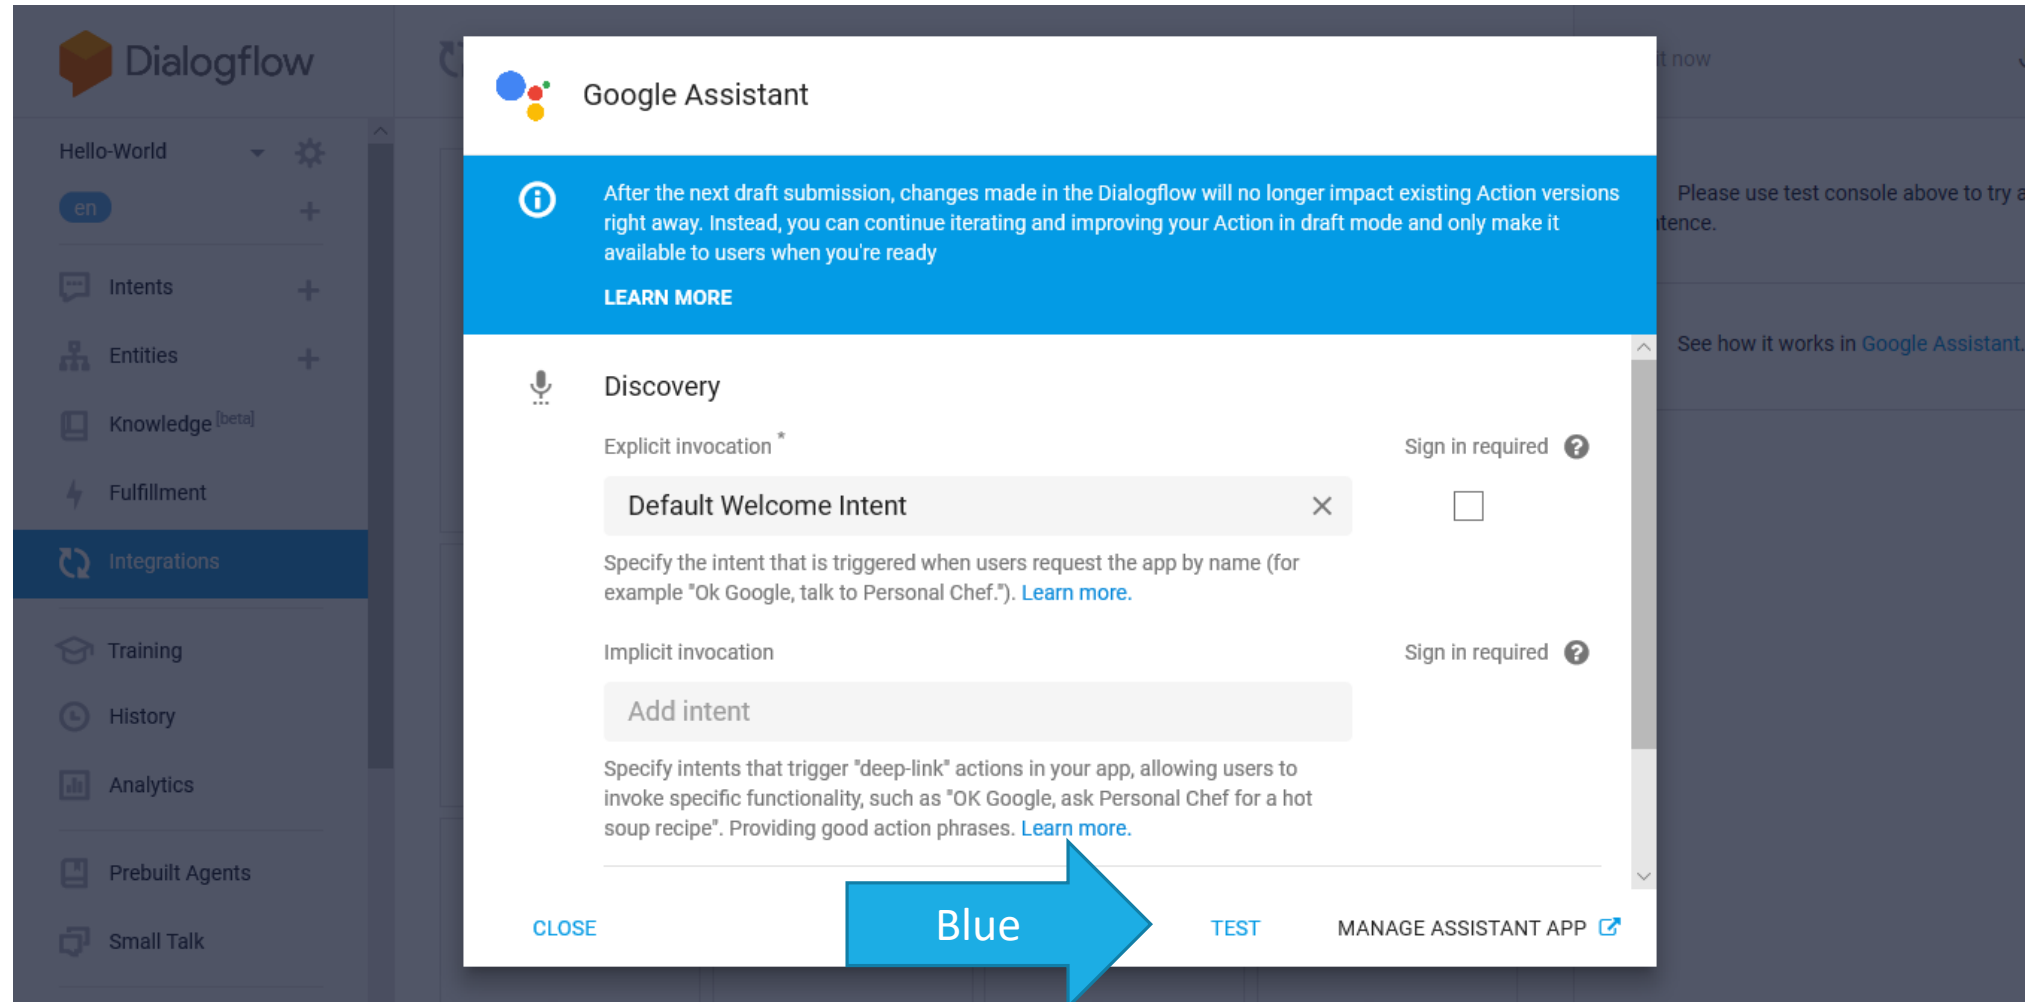 Dialogflow
Hello-World
en
Intents
Entities
Knowledge [beta]
Fulfillment
Integrations
Training
History
Analytics
Prebuilt Agents
Small Talk
Google Assistant
After the next draft submission, changes made in the Dialogflow will no longer impact existing Action versions
right away. Instead, you can continue iterating and improving your Action in draft mode and only make it
available to users when you're ready
LEARN MORE
Discovery
Explicit invocation *
Sign in required
Default Welcome Intent
Specify the intent that is triggered when users request the app by name (for
example "Ok Google, talk to Personal Chef."). Learn more.
Implicit invocation
Sign in required
Add intent
Specify intents that trigger "deep-link" actions in your app, allowing users to
invoke specific functionality, such as "OK Google, ask Personal Chef for a hot
soup recipe". Providing good action phrases. Learn more.
CLOSE
Blue
TEST
MANAGE ASSISTANT APP
now
Please use test console above to try a
tence.
See how it works in Google Assistant.